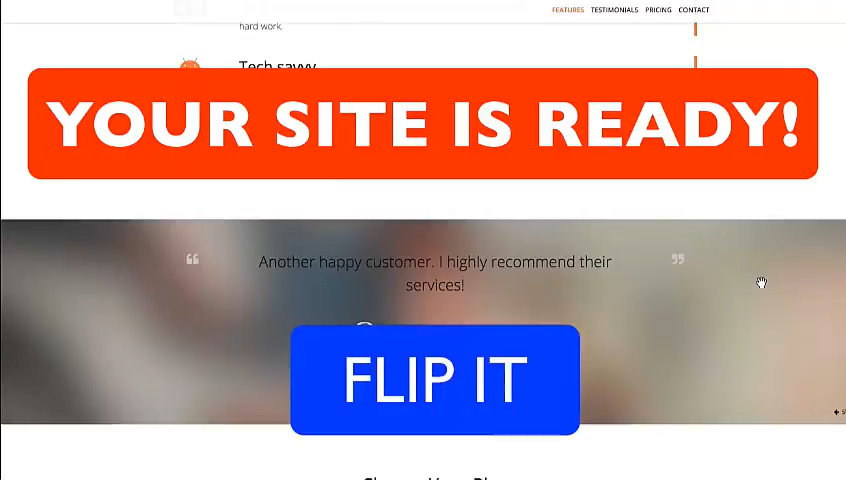 FEATURES TESTIMONIALS PRICING CONTACT
hard work.
Tech savvy
YOUR SITE IS READY!
“ Another happy customer. I highly recommend their ”
services!
FLIP IT